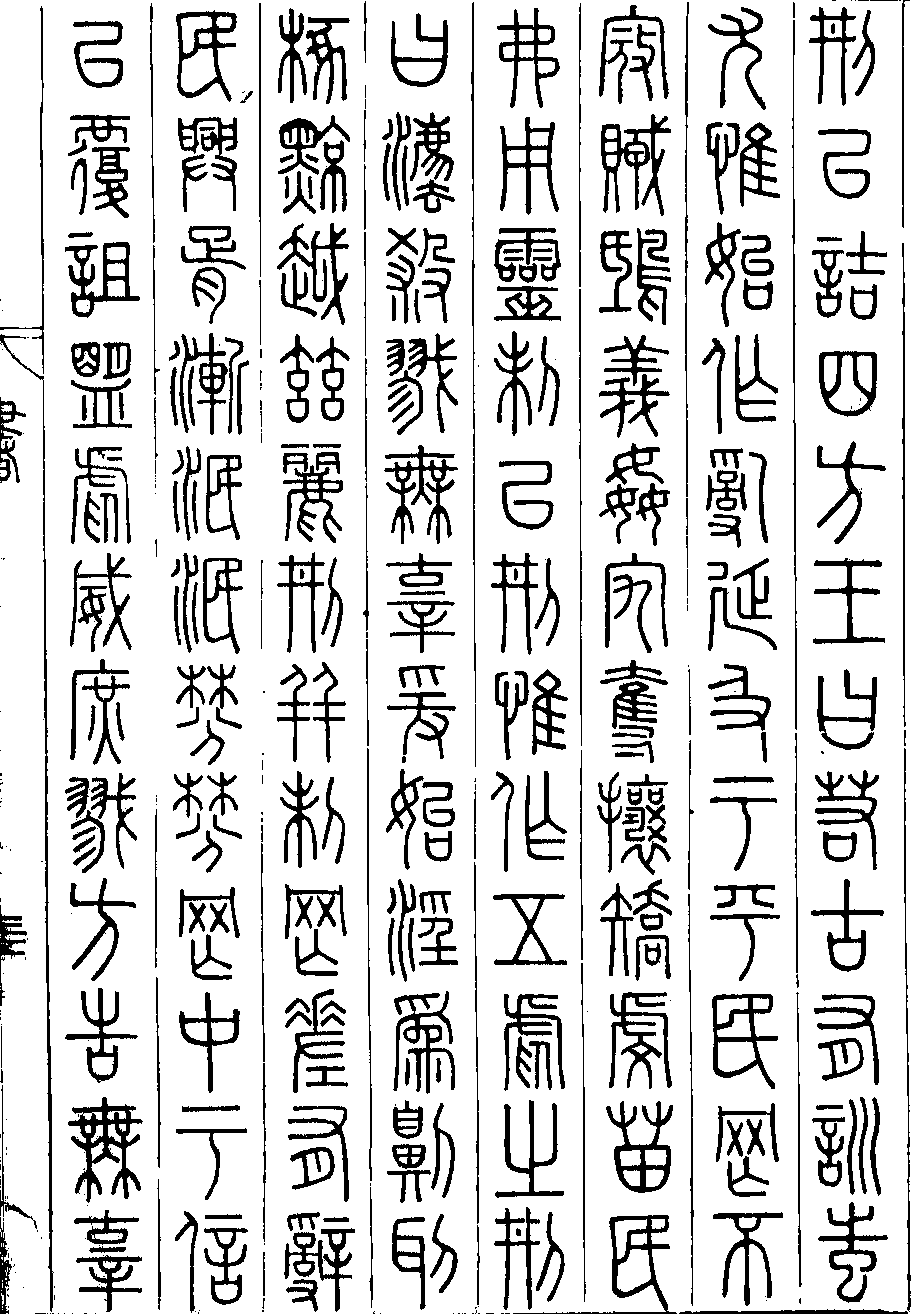 刑以詰四方王曰若古有訓蚩
尤惟始作亂延及于平民罔不
寇賊鴟義姦宄奪攘矯虔苗民
弗用靈制以刑惟作五虐之刑
曰灋殺戮無辜爰始淫為劓刵
椓黥越茲麗刑并制罔差有辭
民興胥漸泯泯棼棼罔中于信
以覆詛盟虐威庶戮方告無辜